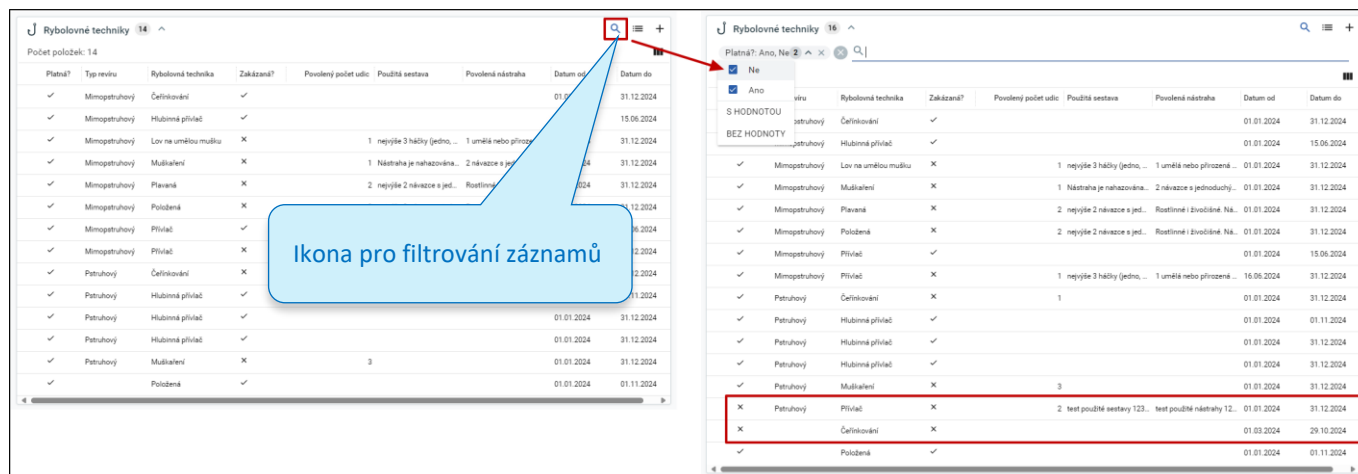 Rybolovné techniky 14
Počet položek: 14
Platná? Typ revíru Rybolovná technika Zakázaná? Povolený počet udic Použitá sestava Povolená nástraha Datum od Datum do
Mimopstruhový Čeřínkování 31.12.2024
Mimopstruhový Hlubinná přívlač 15.06.2024
Mimopstruhový Lov na umělou mušku 1 nejvýše 3 háčky (jedno, ... 31.12.2024
Mimopstruhový Muškaření 1 Nástraha je nahazována... 31.12.2024
Mimopstruhový Plavaná 2 nejvýše 2 návazce s jed... 31.12.2024
Mimopstruhový Položená
Mimopstruhový Přívlač
Mimopstruhový Přívlač
Pstruhový Čeřínkování
Pstruhový Hlubinná přívlač
Pstruhový Hlubinná přívlač 01.01.2024 31.12.2024
Pstruhový Hlubinná přívlač 01.01.2024 31.12.2024
Pstruhový Muškaření 3 01.01.2024 31.12.2024
Položená 01.01.2024 01.11.2024
Ikona pro filtrování záznamů
Rybolovné techniky 16
Platná?: Ano, Ne 2
Ne
Ano
S HODNOTOU
BEZ HODNOTY
Rybolovná technika Zakázaná? Povolený počet udic Použitá sestava Povolená nástraha Datum od Datum do
Čeřínkování 01.01.2024 31.12.2024
Hlubinná přívlač 01.01.2024 15.06.2024
Mimopstruhový Lov na umělou mušku 1 nejvýše 3 háčky (jedno, ... 1 umělá nebo přirozená ... 01.01.2024 31.12.2024
Mimopstruhový Muškaření 1 Nástraha je nahazována... 2 návazce s jednoduchý... 01.01.2024 31.12.2024
Mimopstruhový Plavaná 2 nejvýše 2 návazce s jed... Rostlinné i živočišné. Ná... 01.01.2024 31.12.2024
Mimopstruhový Položená 2 nejvýše 2 návazce s jed... Rostlinné i živočišné. Ná... 01.01.2024 31.12.2024
Mimopstruhový Přívlač 01.01.2024 15.06.2024
Mimopstruhový Přívlač 1 nejvýše 3 háčky (jedno, ... 1 umělá nebo přirozená ... 16.06.2024 31.12.2024
Pstruhový Čeřínkování 1 01.01.2024 31.12.2024
Pstruhový Hlubinná přívlač 01.01.2024 01.11.2024
Pstruhový Hlubinná přívlač 01.01.2024 31.12.2024
Pstruhový Hlubinná přívlač 01.01.2024 31.12.2024
Pstruhový Muškaření 3 01.01.2024 31.12.2024
Pstruhový Přívlač 2 test použité sestavy 123... test použité nástrahy 12... 01.01.2024 31.12.2024
Čeřínkování 01.03.2024 29.10.2024
Položená 01.01.2024 01.11.2024